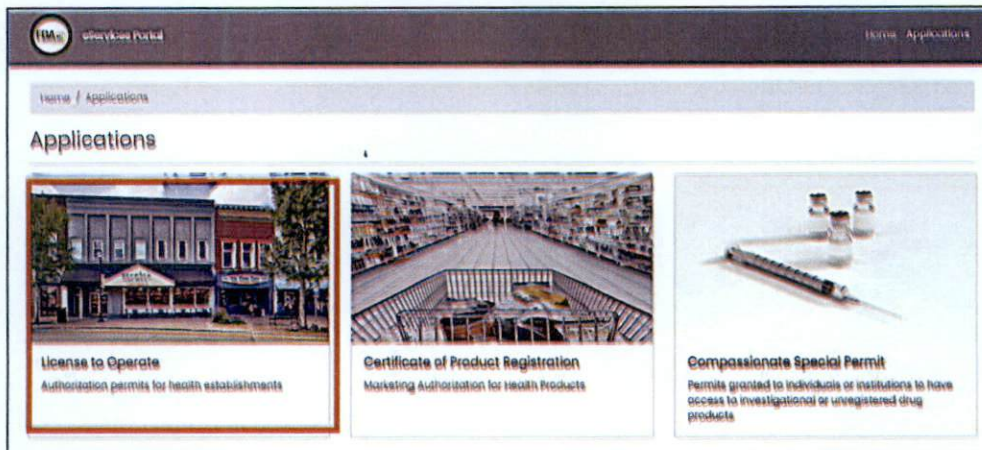 FDA
eServices Portal
Home Applications
Home / Applications
Applications
License to Operate
Authorization permits for health establishments
Certificate of Product Registration
Marketing Authorization for Health Products
Compassionate Special Permit
Permits granted to individuals or institutions to have
access to investigational or unregistered drug
products